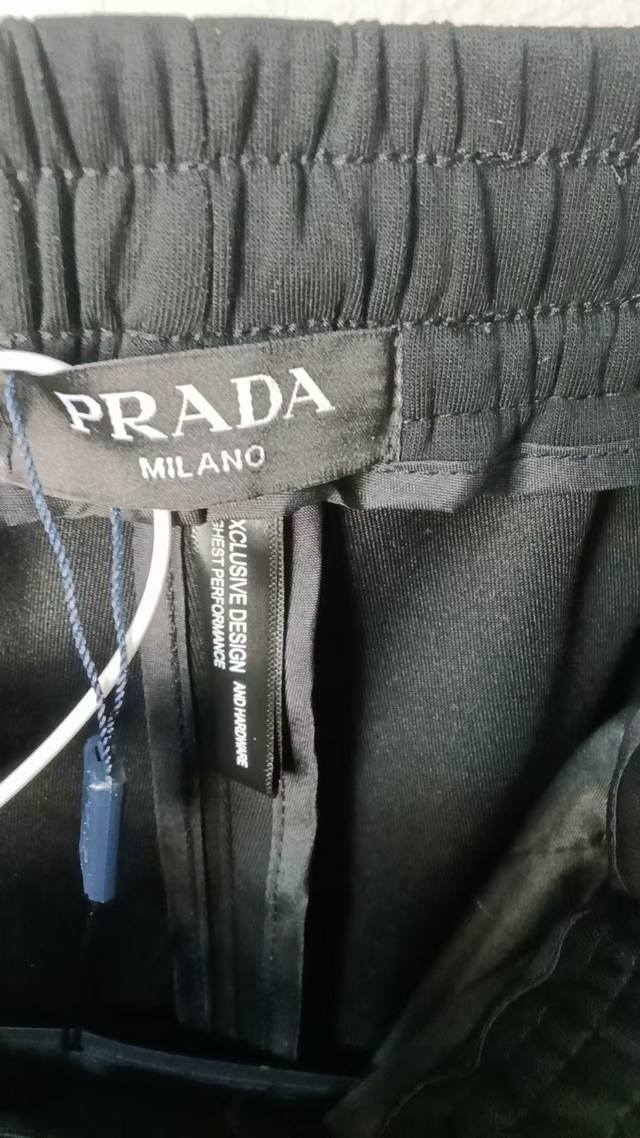 PRADA
MILANO
XCLUSIVE DESIGN AND HARDWARE
GHEST PERFORMANCE